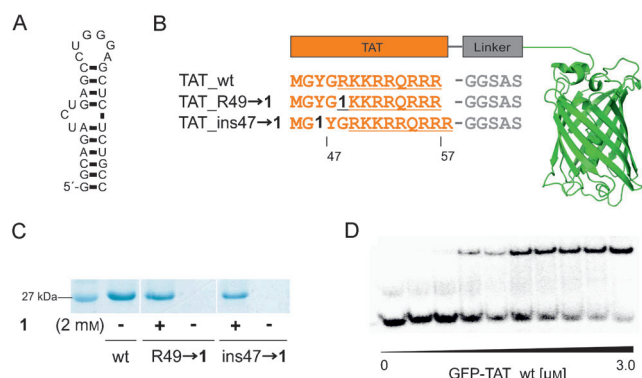 A
5´-GGCAGAUCUGAGCCUGGGAGCUCUCUGCC
B
TAT Linker
TAT_wt MGYGRKKRRQRRR -GGSAS
TAT_R49→1 MGYG1KKRRQRRR -GGSAS
TAT_ins47→1 MG1YGRKKRRQRRR -GGSAS
47 57
C
27 kDa
1 (2 mM) - + - + -
wt R49→1 ins47→1
D
0 3.0
GFP-TAT_wt [µM]